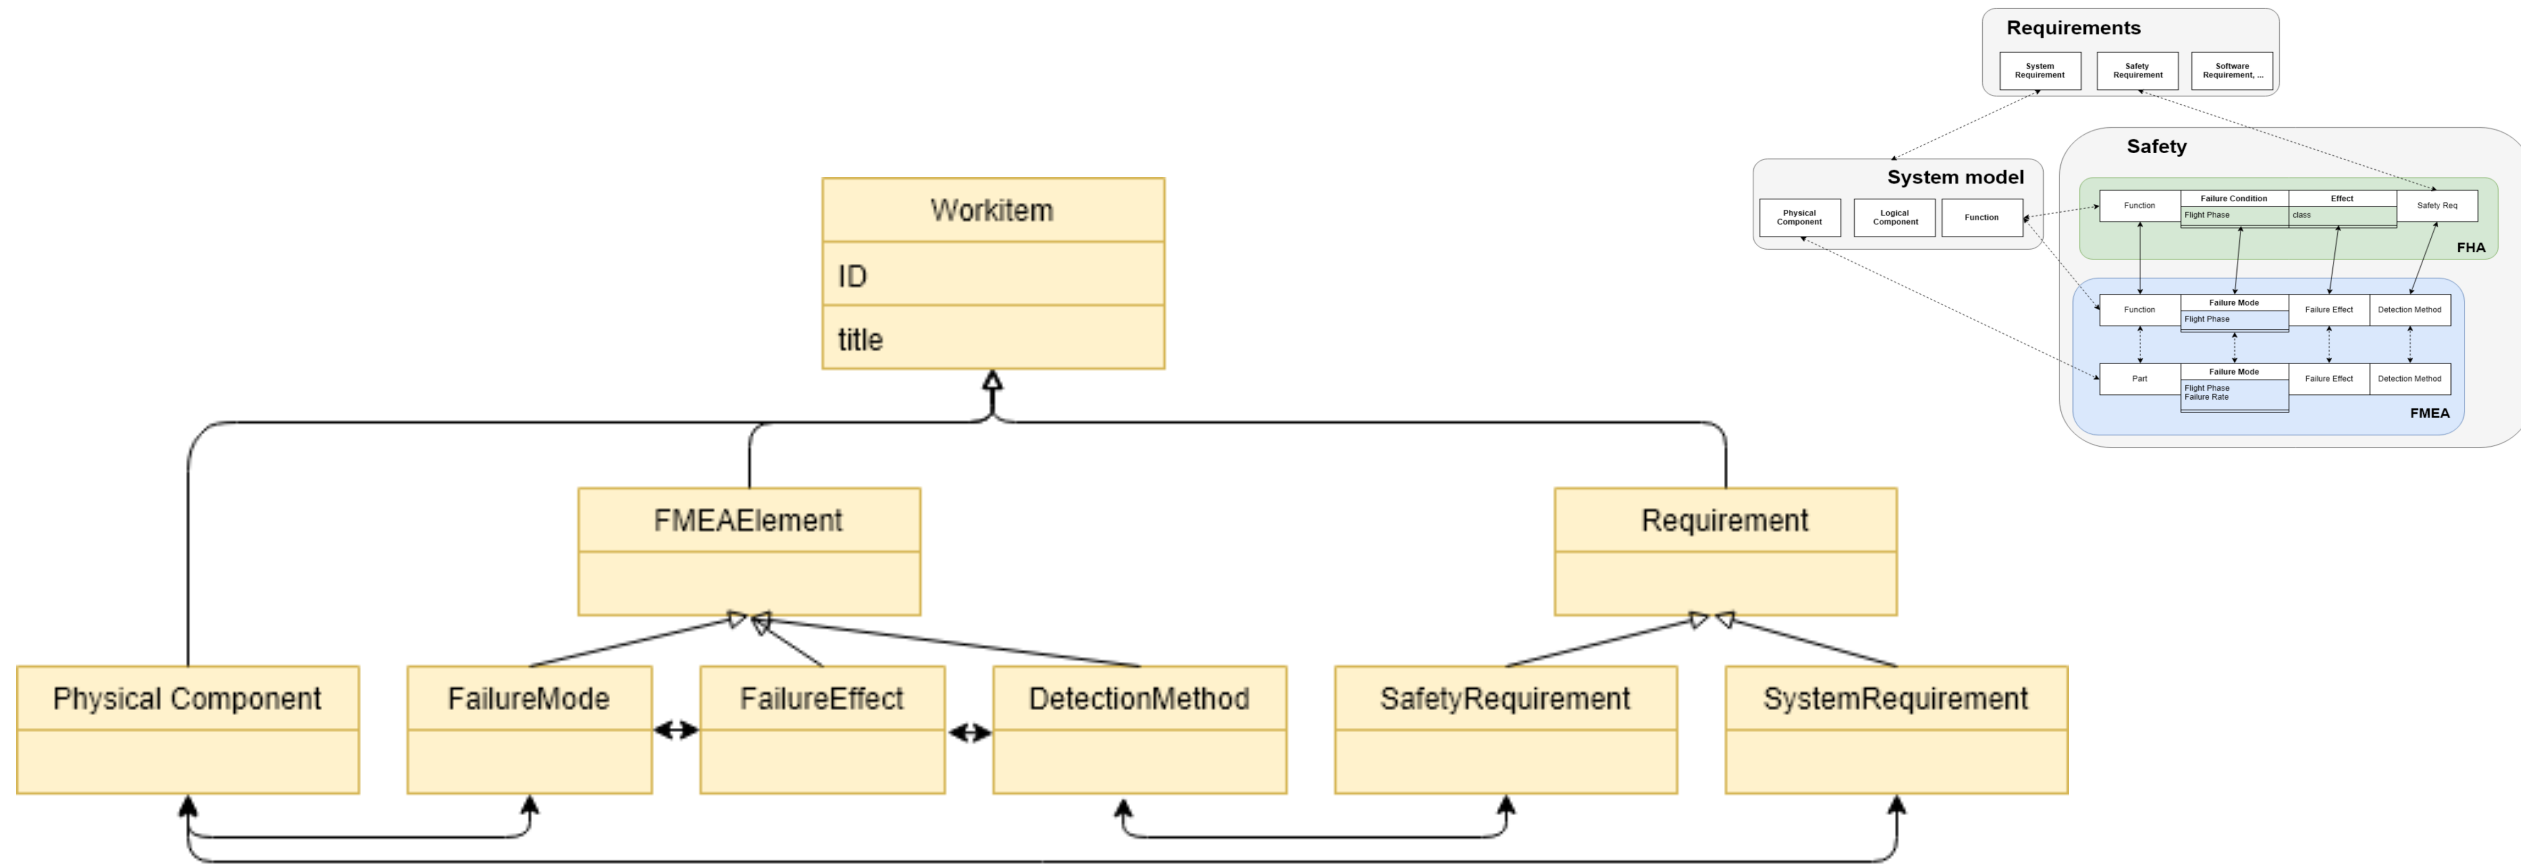 Workitem
ID
title
FMEAElement
Requirement
Physical Component
FailureMode
FailureEffect
DetectionMethod
SafetyRequirement
SystemRequirement
Requirements
System
Requirement
Safety
Requirement
Software
Requirement, ...
System model
Physical
Component
Logical
Component
Function
Safety
Function
Failure Condition
Flight Phase
Effect
class
Safety Req
FHA
Function
Failure Mode
Flight Phase
Failure Effect
Detection Method
Part
Failure Mode
Flight Phase
Failure Rate
Failure Effect
Detection Method
FMEA